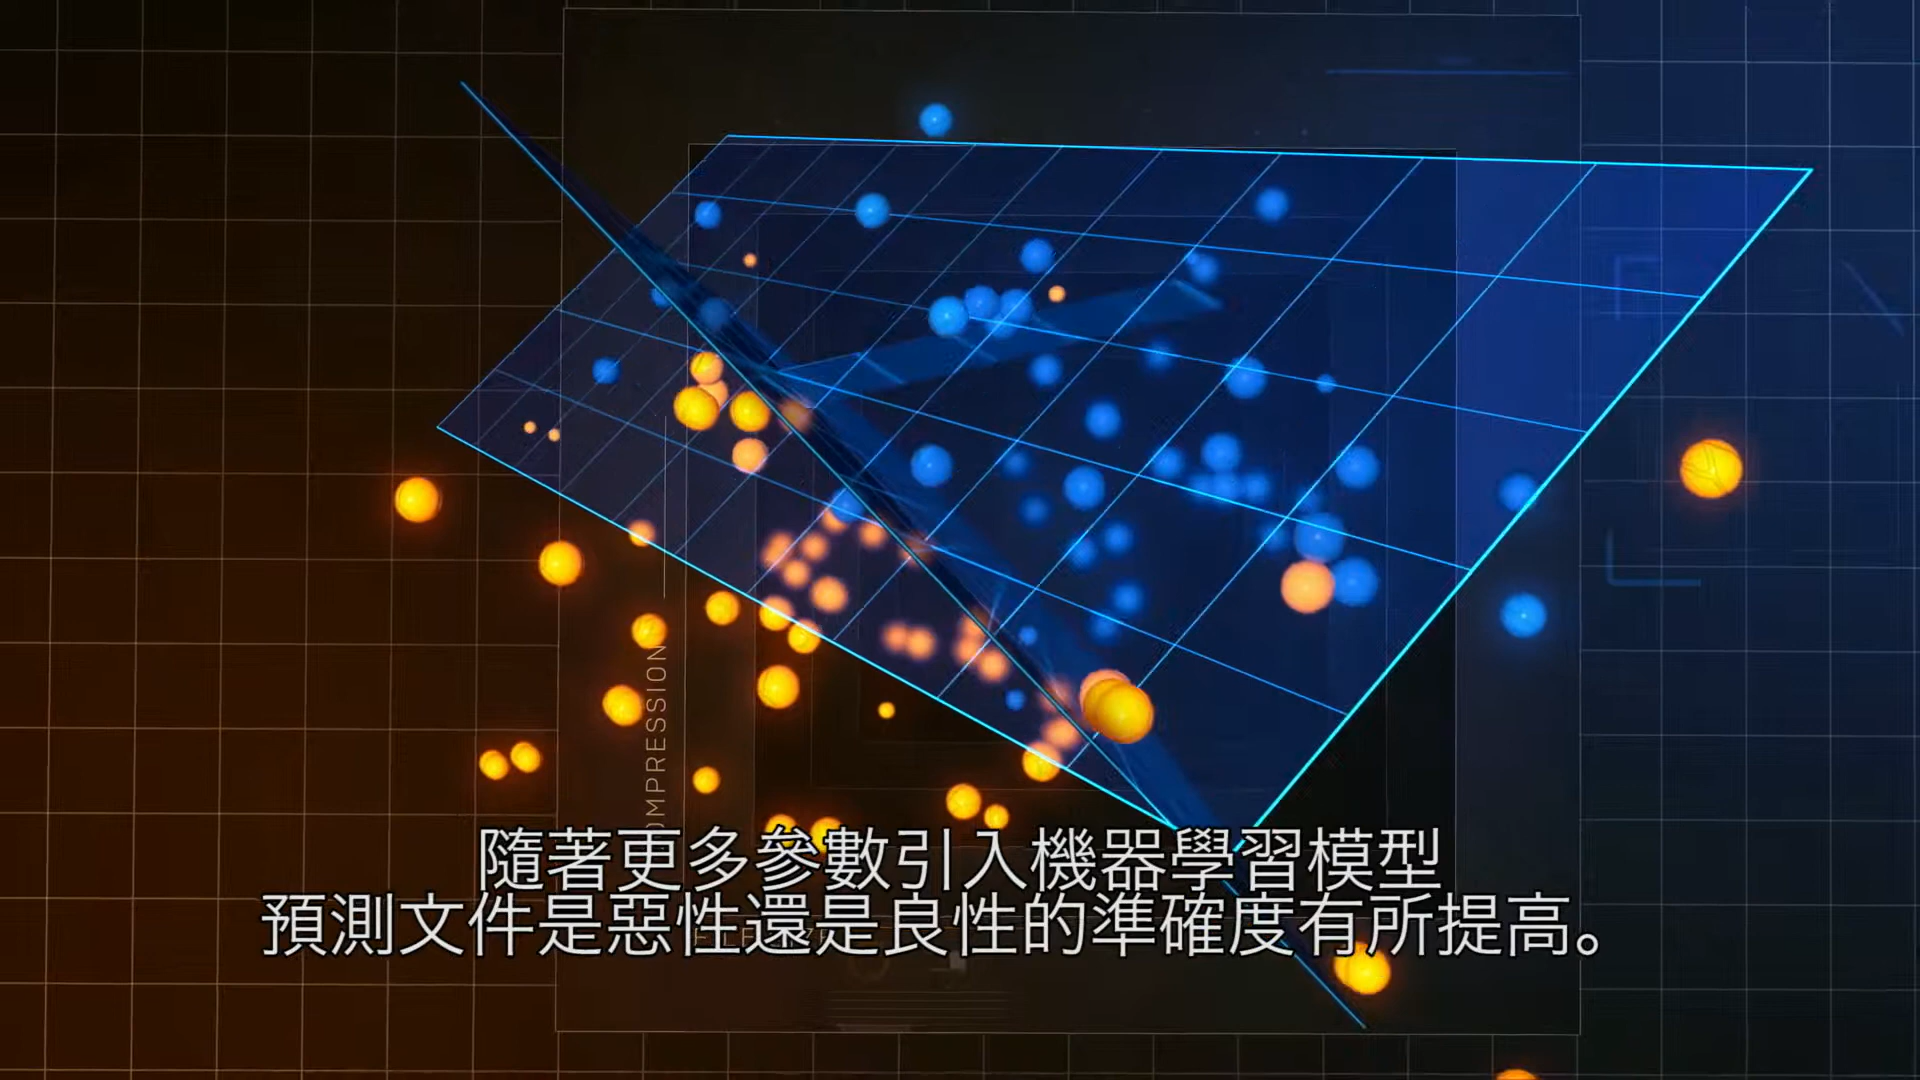 OMPRESSION
隨著更多參數引入機器學習模型
預測文件是惡性還是良性的準確度有所提高。